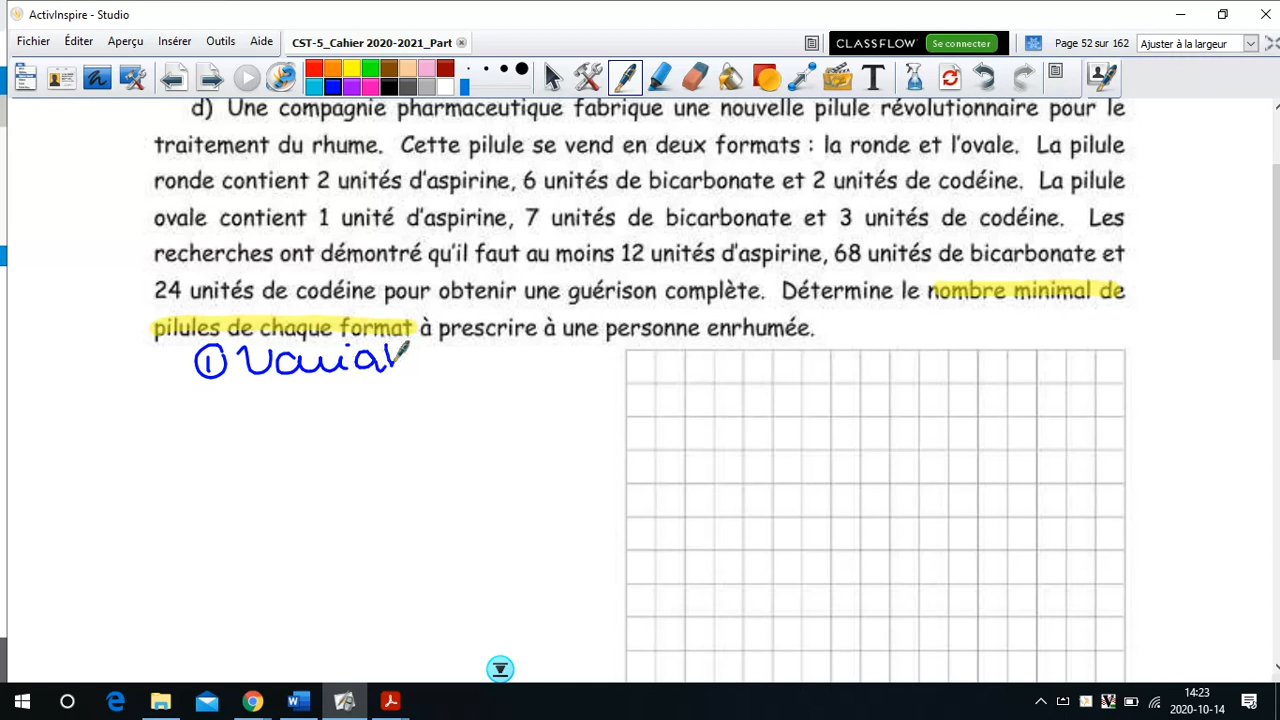 ActivInspire - Studio
Fichier Éditer Aperçu Insérer Outils Aide CST-5_Cahier 2020-2021_Part CLASSFLOW Se connecter Page 52 sur 162 Ajuster à la largeur
d) Une compagnie pharmaceutique fabrique une nouvelle pilule révolutionnaire pour le
traitement du rhume. Cette pilule se vend en deux formats : la ronde et l'ovale. La pilule
ronde contient 2 unités d'aspirine, 6 unités de bicarbonate et 2 unités de codéine. La pilule
ovale contient 1 unité d'aspirine, 7 unités de bicarbonate et 3 unités de codéine. Les
recherches ont démontré qu'il faut au moins 12 unités d'aspirine, 68 unités de bicarbonate et
24 unités de codéine pour obtenir une guérison complète. Détermine le nombre minimal de
pilules de chaque format à prescrire à une personne enrhumée.
① Variab
14:23
2020-10-14